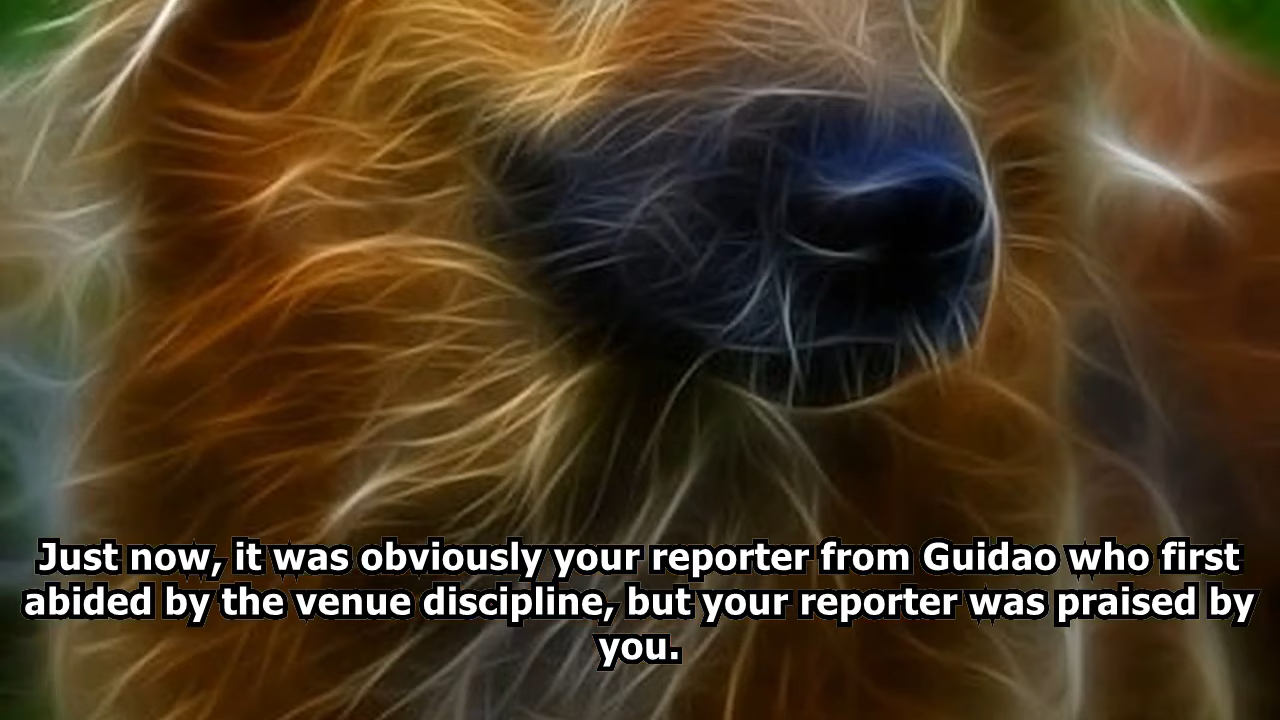 Just now, it was obviously your reporter from Guidao who first
abided by the venue discipline, but your reporter was praised by
you.